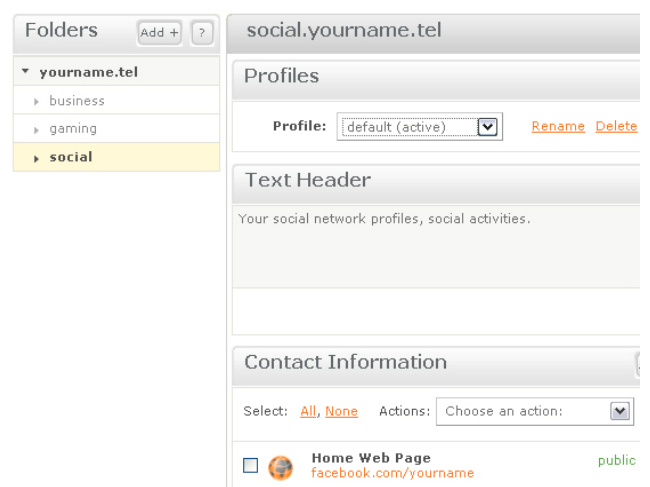 Folders
Add +
?
yourname.tel
business
gaming
social
social.yourname.tel
Profiles
Profile: default (active) Rename Delete
Text Header
Your social network profiles, social activities.
Contact Information
Select: All, None Actions: Choose an action:
Home Web Page public
facebook.com/yourname